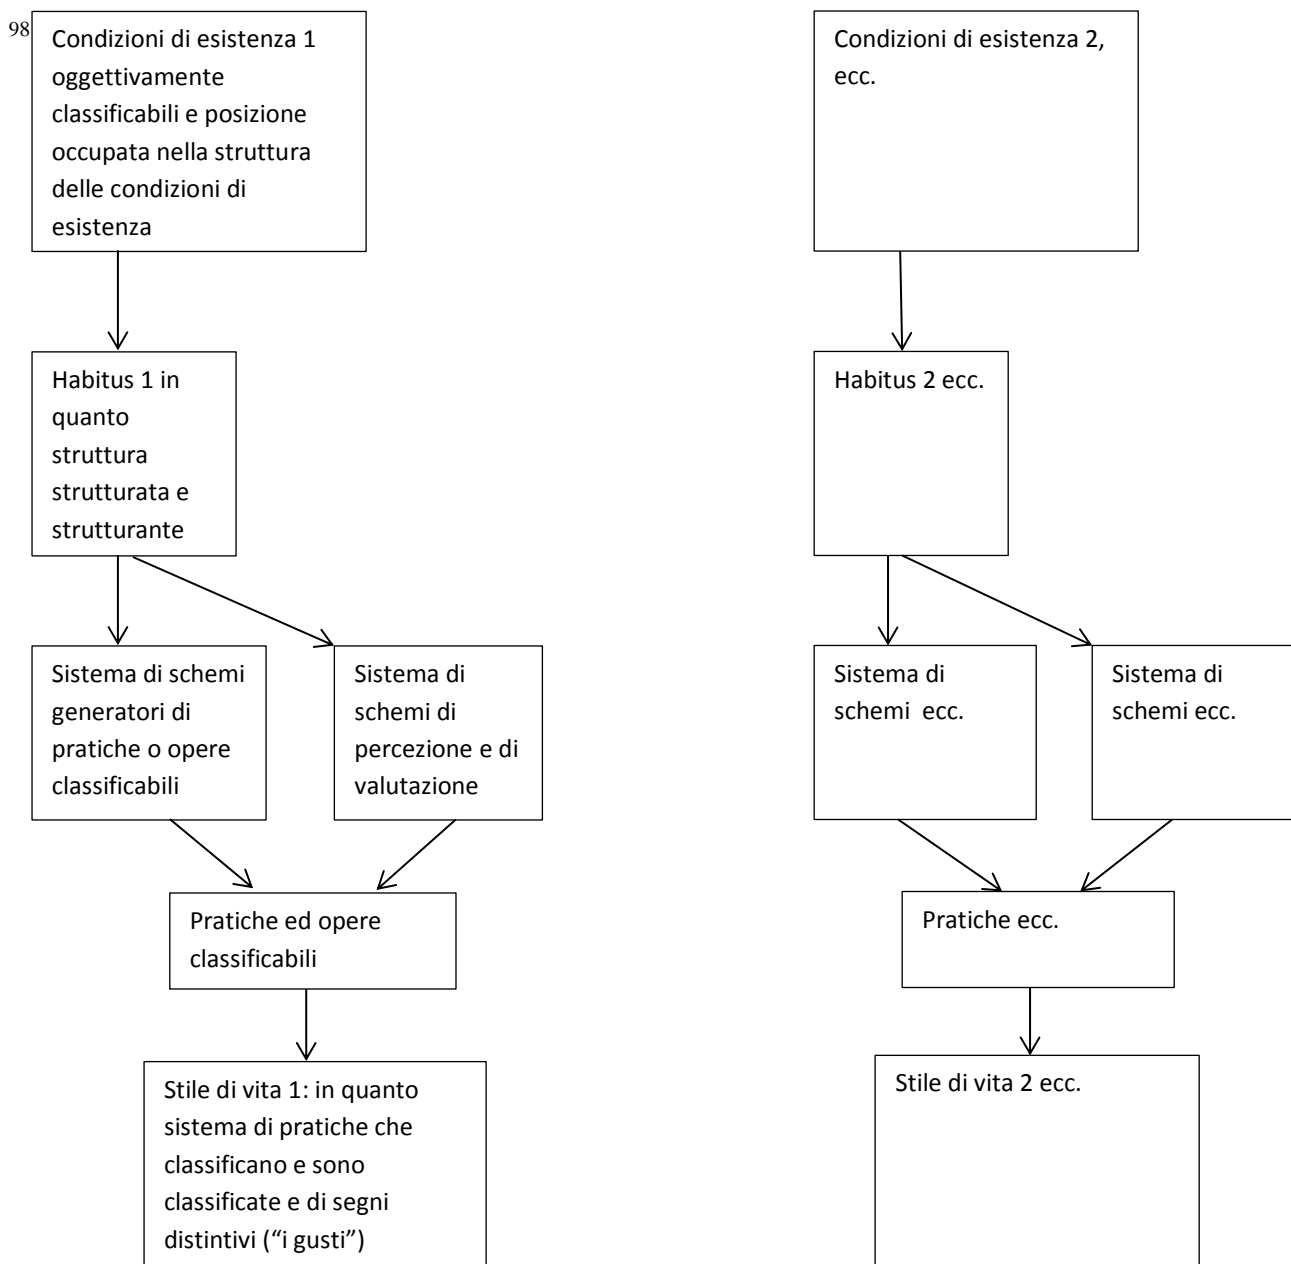 98
Condizioni di esistenza 1
oggettivamente
classificabili e posizione
occupata nella struttura
delle condizioni di
esistenza
Condizioni di esistenza 2,
ecc.
Habitus 1 in
quanto
struttura
strutturata e
strutturante
Habitus 2 ecc.
Sistema di schemi
generatori di
pratiche o opere
classificabili
Sistema di
schemi di
percezione e di
valutazione
Sistema di
schemi  ecc.
Sistema di
schemi ecc.
Pratiche ed opere
classificabili
Pratiche ecc.
Stile di vita 1: in quanto
sistema di pratiche che
classificano e sono
classificate e di segni
distintivi (“i gusti”)
Stile di vita 2 ecc.